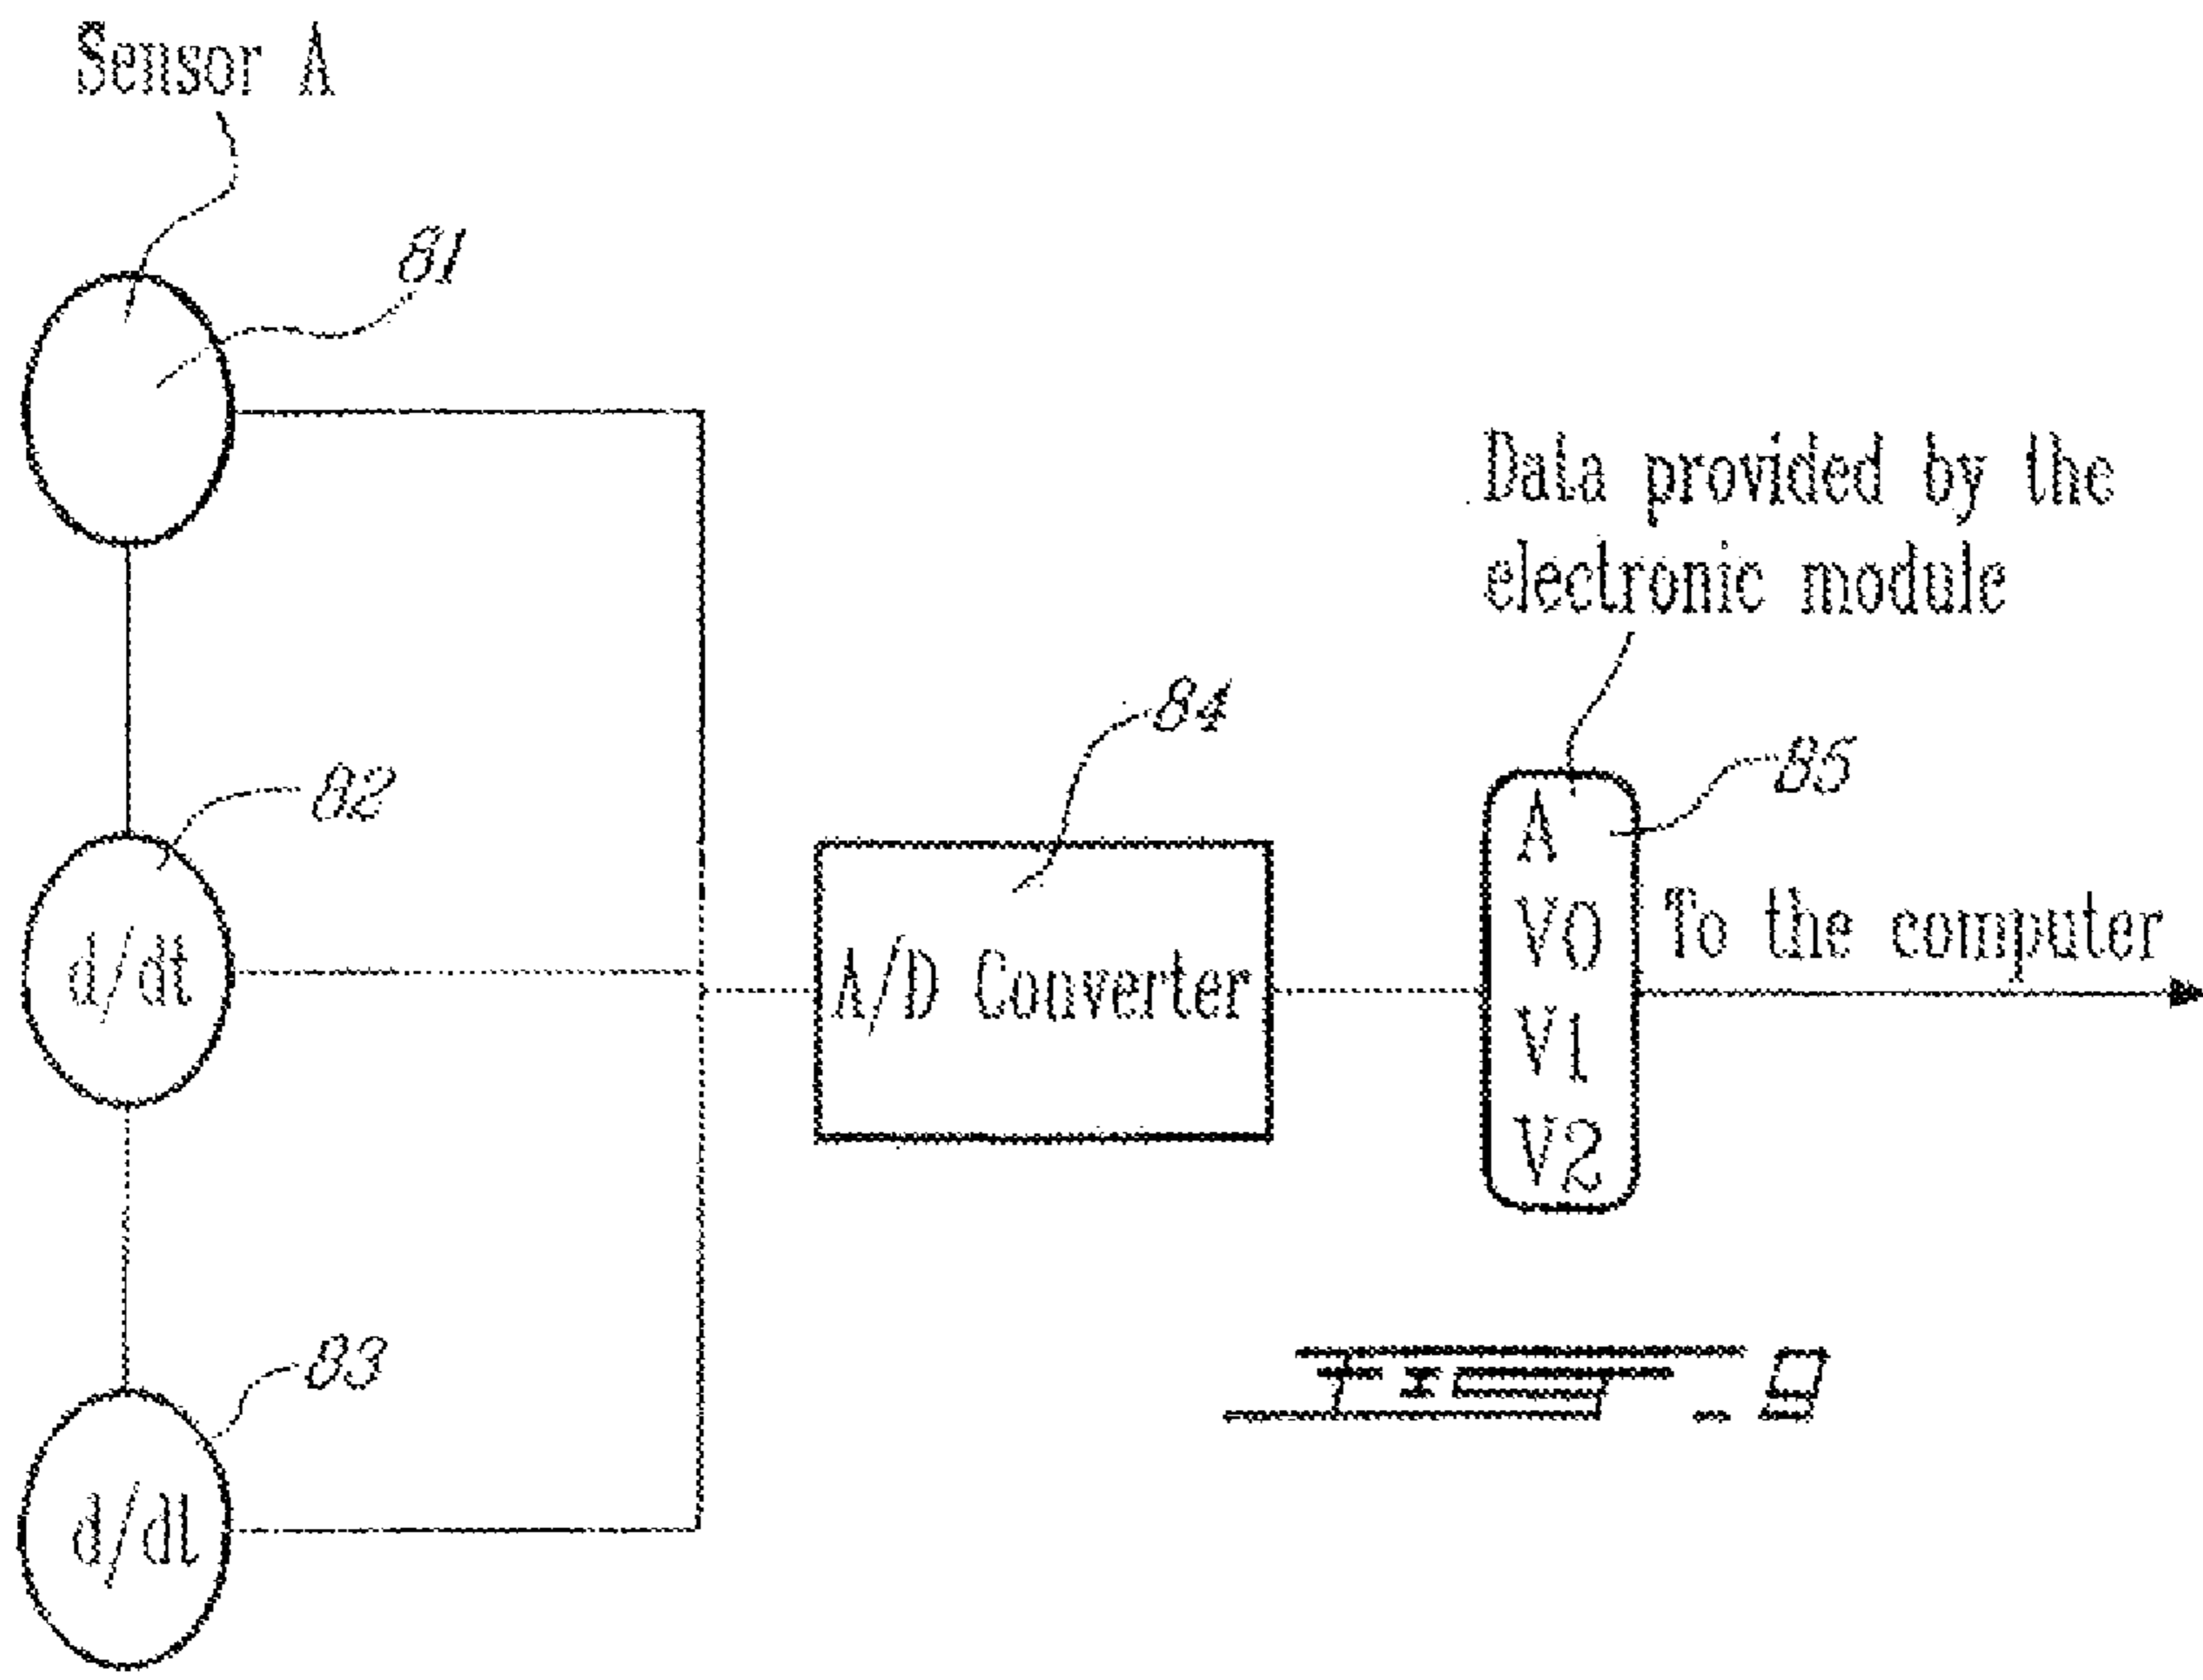 Sensor A
81
Data provided by the
electronic module
84
85
82
A
V0
To the computer
d/dt
A/D Converter
V1
V2
83
d/dt